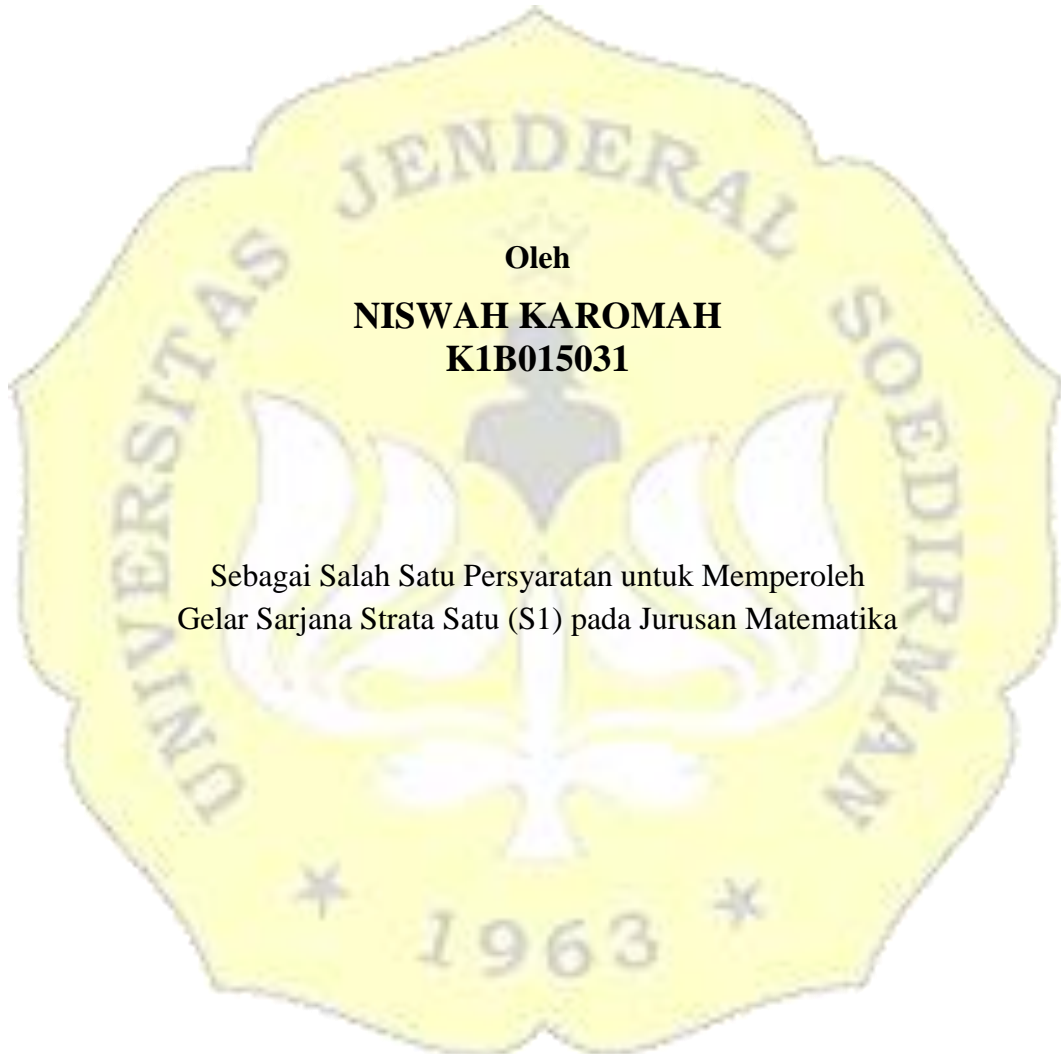 UNIVERSITAS JENDERAL SOEDIRMAN
Oleh
NISWAH KAROMAH
K1B015031
Sebagai Salah Satu Persyaratan untuk Memperoleh
Gelar Sarjana Strata Satu (S1) pada Jurusan Matematika
1963